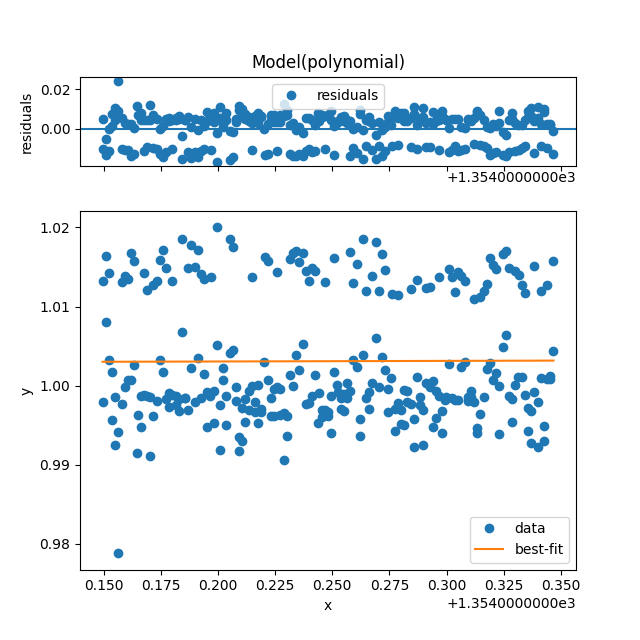 Model(polynomial)
0.02
0.00
residuals
residuals
+1.3540000000e3
1.02
1.01
1.00
0.99
0.98
y
data
best-fit
0.150 0.175 0.200 0.225 0.250 0.275 0.300 0.325 0.350
x
+1.3540000000e3